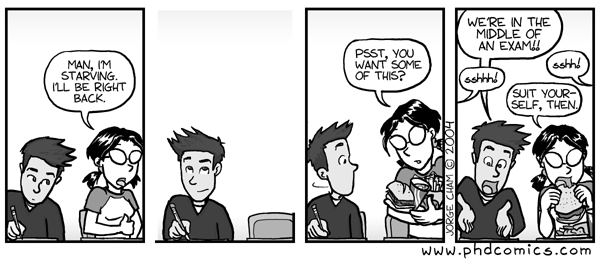 MAN, I'M
STARVING.
I'LL BE RIGHT
BACK.
PSST, YOU
WANT SOME
OF THIS?
JORGE CHAM © 2009
WE'RE IN THE
MIDDLE OF
AN EXAM!!
sshhh!
sshh!
SUIT YOUR-
SELF, THEN.
www.phdcomics.com